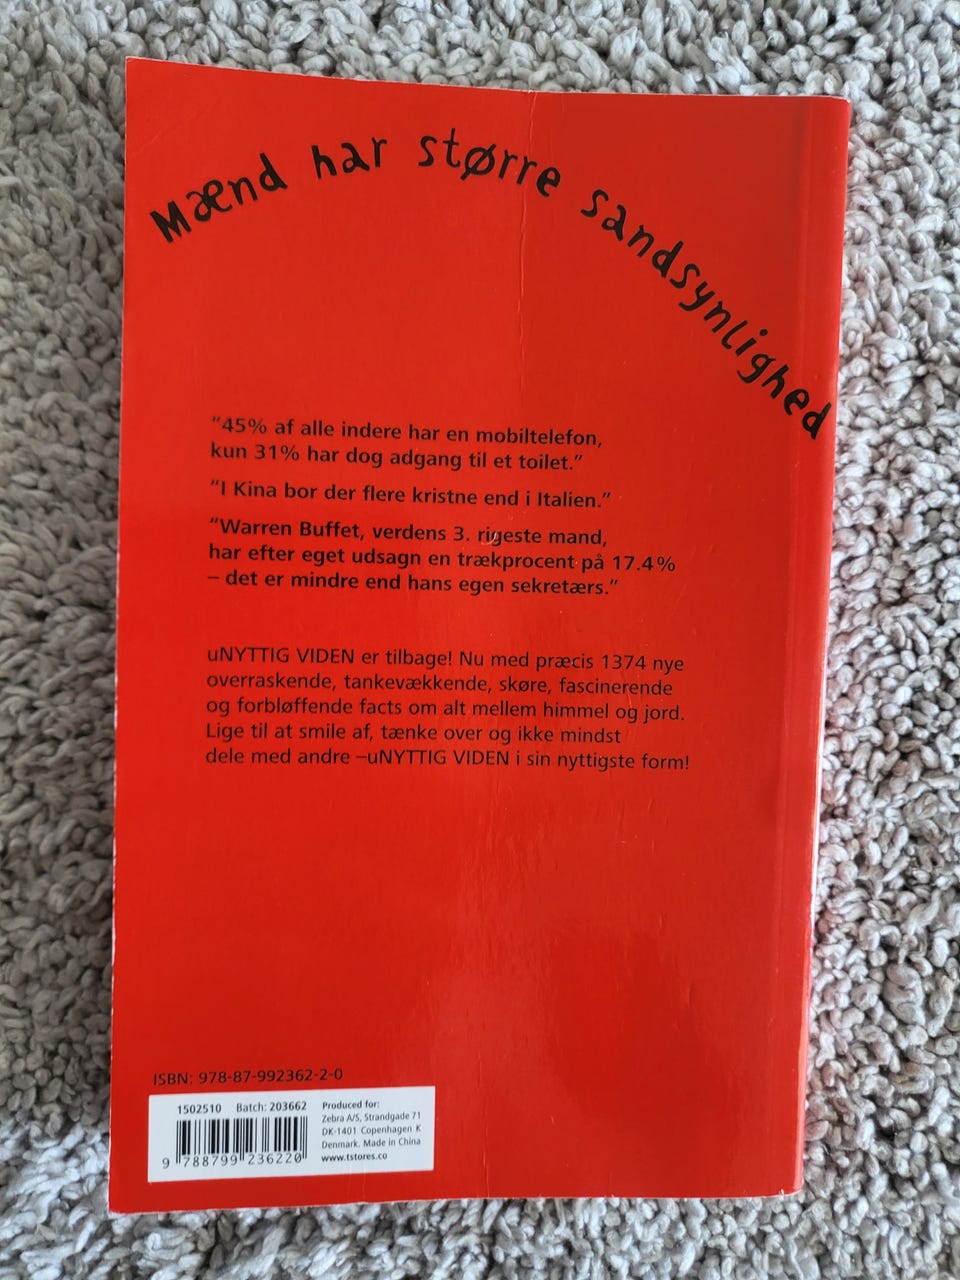 Mænd har større sandsynlighed
"45% af alle indere har en mobiltelefon,
kun 31% har dog adgang til et toilet."
"I Kina bor der flere kristne end i Italien."
"Warren Buffet, verdens 3. rigeste mand,
har efter eget udsagn en trækprocent på 17.4%
– det er mindre end hans egen sekretærs."
uNYTTIG VIDEN er tilbage! Nu med præcis 1374 nye
overraskende, tankevækkende, skøre, fascinerende
og forbløffende facts om alt mellem himmel og jord.
Lige til at smile af, tænke over og ikke mindst
dele med andre –uNYTTIG VIDEN i sin nyttigste form!
ISBN: 978-87-992362-2-0
1502510 Batch: 203662
9 788799 236220
Produced for:
Zebra A/S, Strandgade 71
DK-1401 Copenhagen K
Denmark. Made in China
www.tstores.co